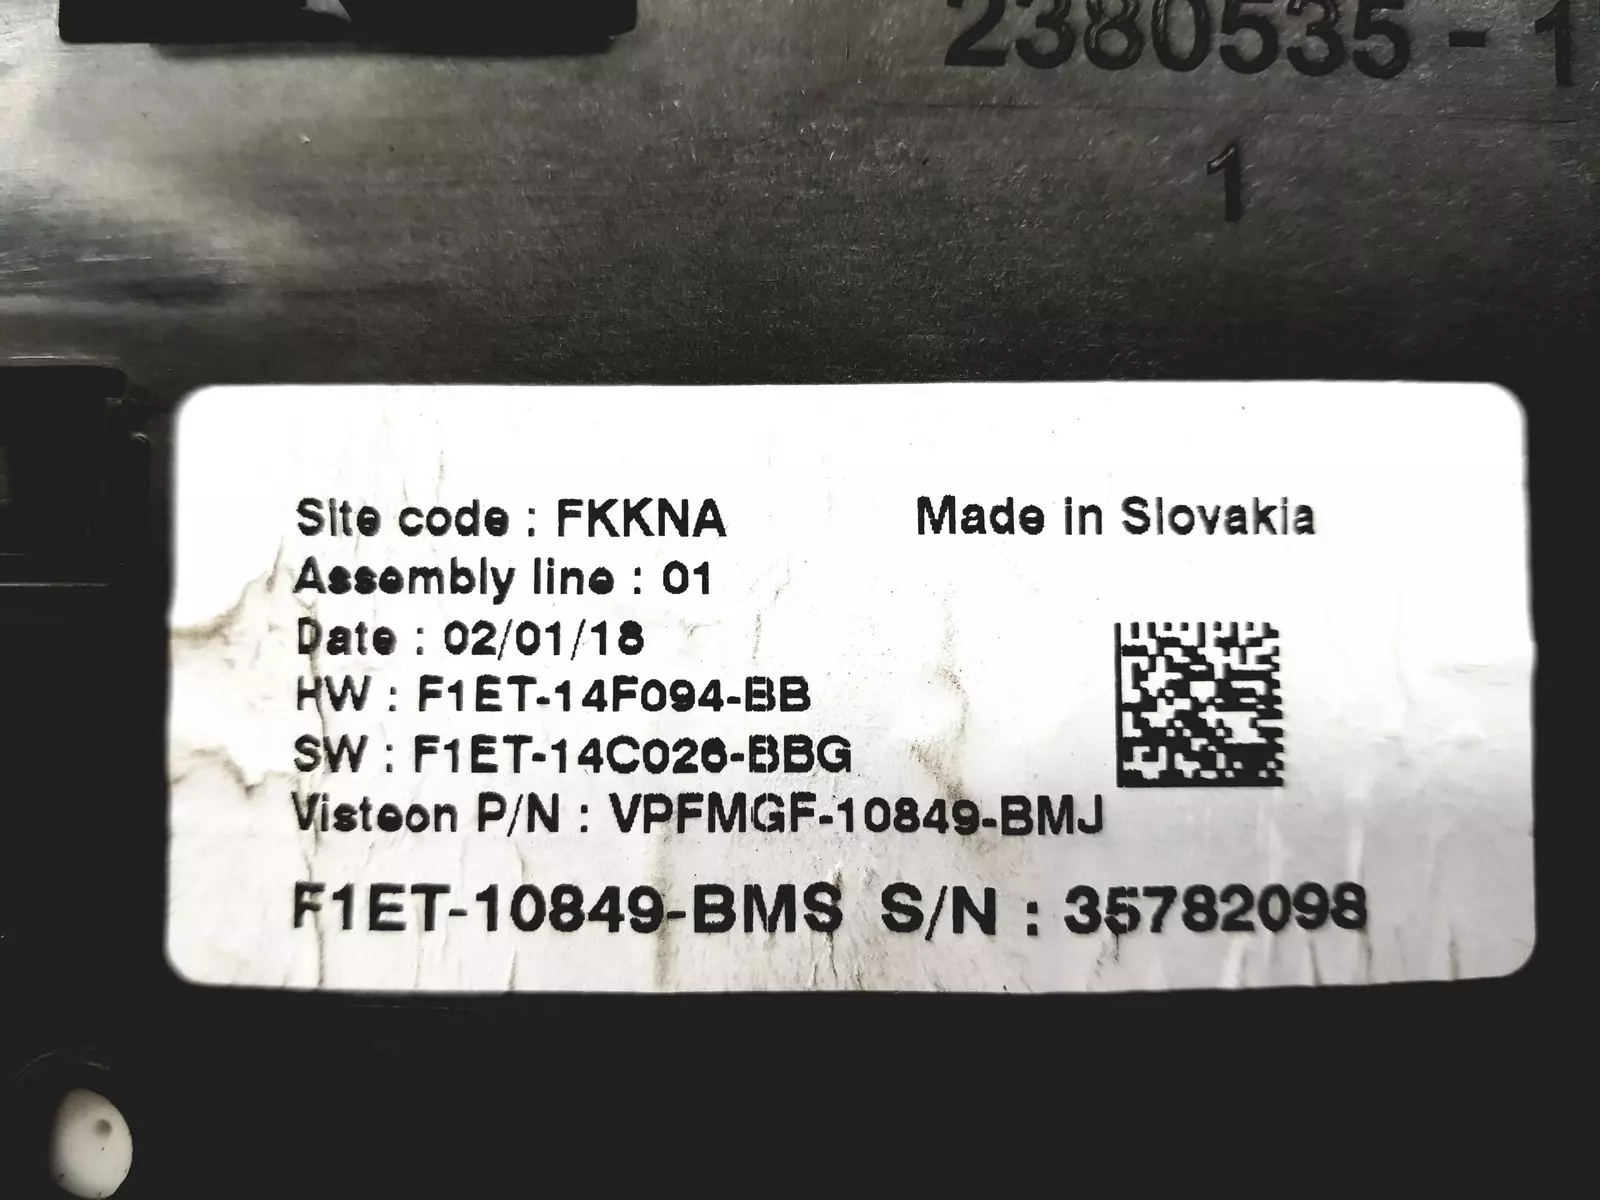 2380535-1
1
Site code : FKKNA Made in Slovakia
Assembly line : 01
Date : 02/01/18
HW : F1ET-14F094-BB
SW : F1ET-14C026-BBG
Visteon P/N : VPFMGF-10849-BMJ
F1ET-10849-BMS S/N : 35782098